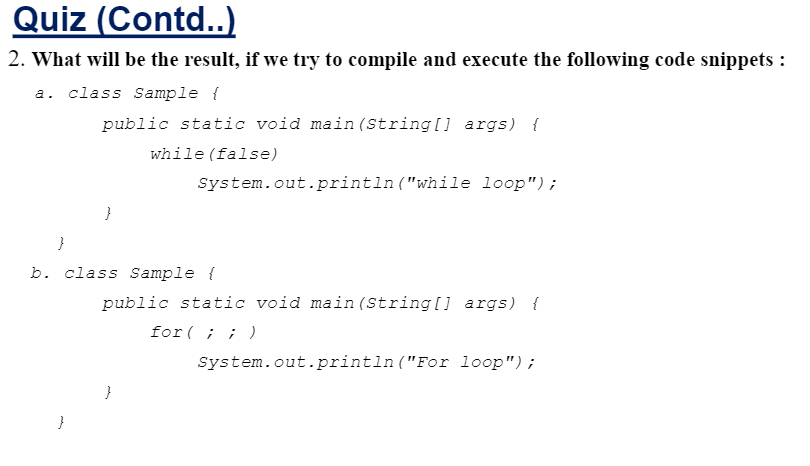 Quiz (Contd..)
2. What will be the result, if we try to compile and execute the following code snippets :
a. class Sample {
public static void main(String[] args) {
while(false)
System.out.println("while loop");
}
}
b. class Sample {
public static void main(String[] args) {
for( ; ; )
System.out.println("For loop");
}
}